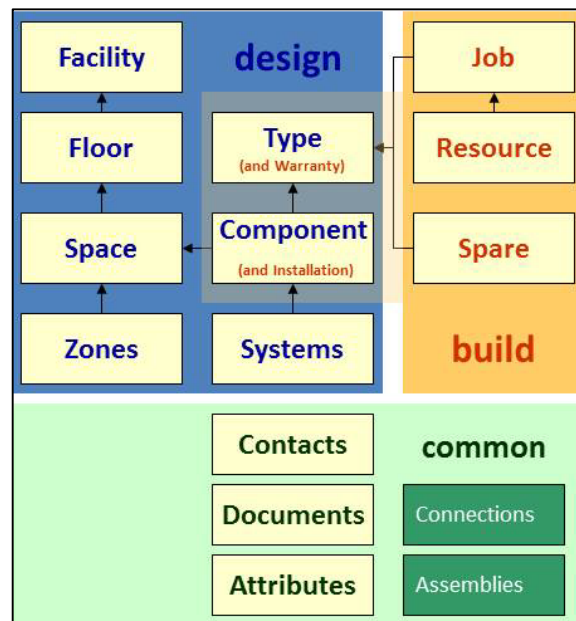 Facility
design
Job
Floor
Type
(and Warranty)
Resource
Space
Component
(and Installation)
Spare
Zones
Systems
build
Contacts
common
Documents
Connections
Attributes
Assemblies